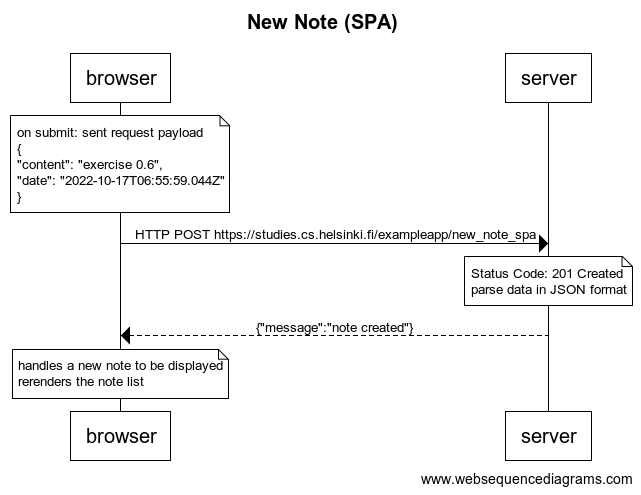 New Note (SPA)
browser
server
on submit: sent request payload
{
"content": "exercise 0.6",
"date": "2022-10-17T06:55:59.044Z"
}
HTTP POST https://studies.cs.helsinki.fi/exampleapp/new_note_spa
Status Code: 201 Created
parse data in JSON format
{"message":"note created"}
handles a new note to be displayed
rerenders the note list
browser
server
www.websequencediagrams.com